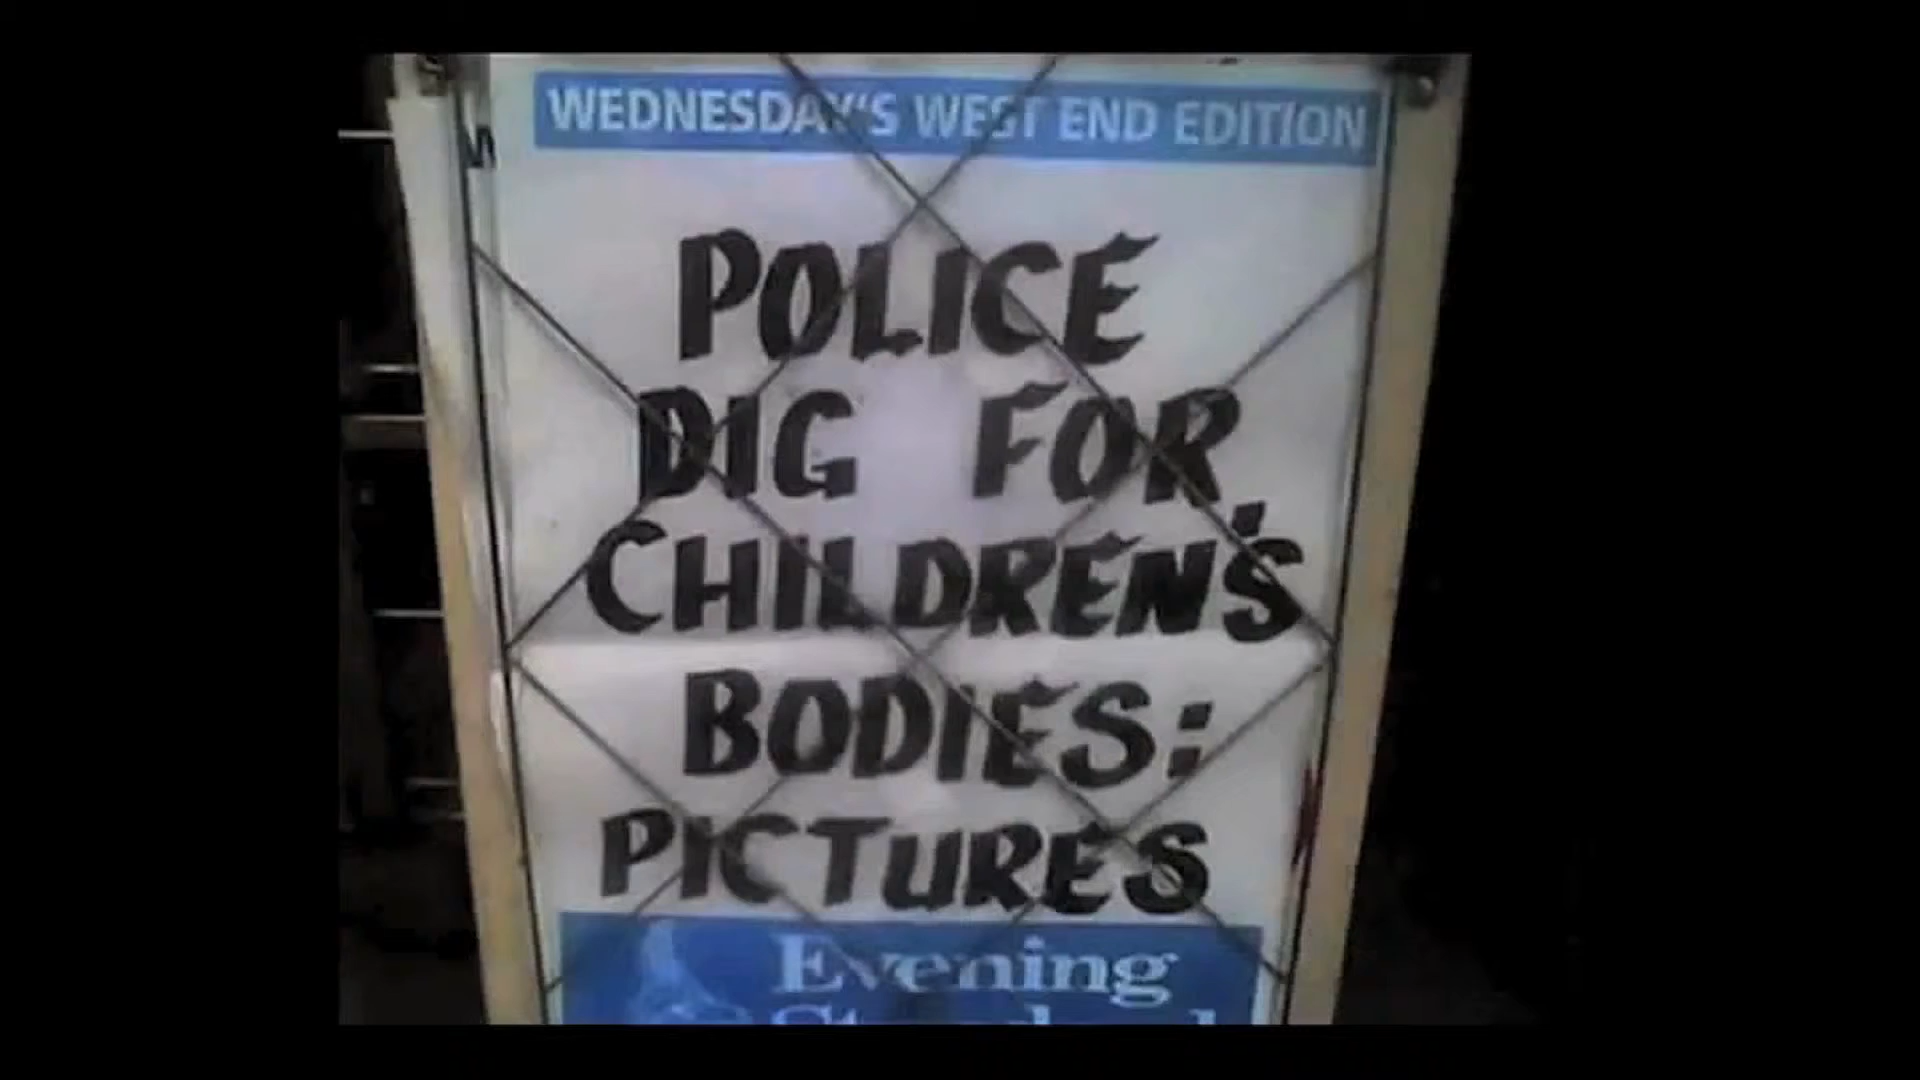 WEDNESDAY'S WEST END EDITION
POLICE
DIG FOR
CHILDREN'S
BODIES:
PICTURES
Evening